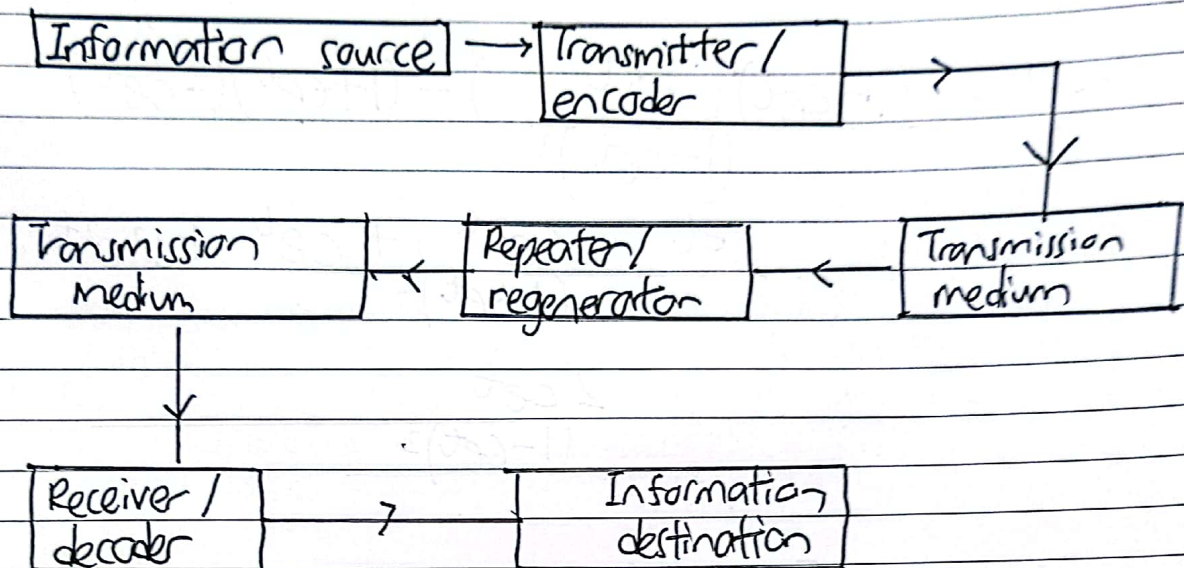 Information source
Transmitter/
encoder
Transmission
medium
Repeater/
regenerator
Transmission
medium
Receiver/
decoder
Information
destination